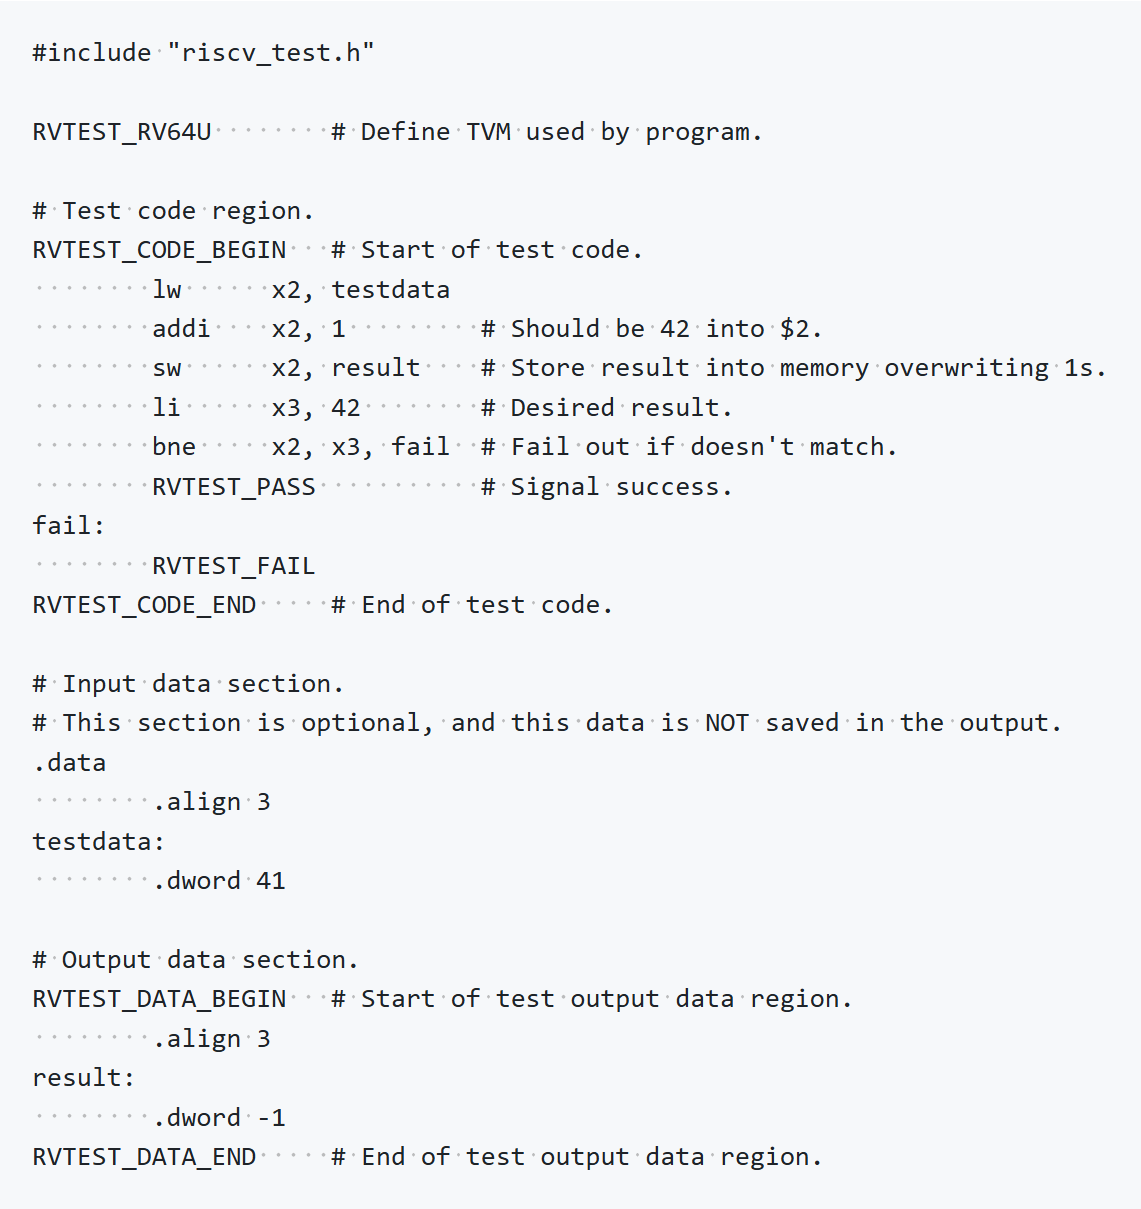 #include "riscv_test.h"

RVTEST_RV64U        # Define TVM used by program.

# Test code region.
RVTEST_CODE_BEGIN   # Start of test code.
        lw      x2, testdata
        addi    x2, 1         # Should be 42 into $2.
        sw      x2, result    # Store result into memory overwriting 1s.
        li      x3, 42        # Desired result.
        bne     x2, x3, fail  # Fail out if doesn't match.
        RVTEST_PASS           # Signal success.
fail:
        RVTEST_FAIL
RVTEST_CODE_END     # End of test code.

# Input data section.
# This section is optional, and this data is NOT saved in the output.
.data
        .align 3
testdata:
        .dword 41

# Output data section.
RVTEST_DATA_BEGIN   # Start of test output data region.
        .align 3
result:
        .dword -1
RVTEST_DATA_END     # End of test output data region.